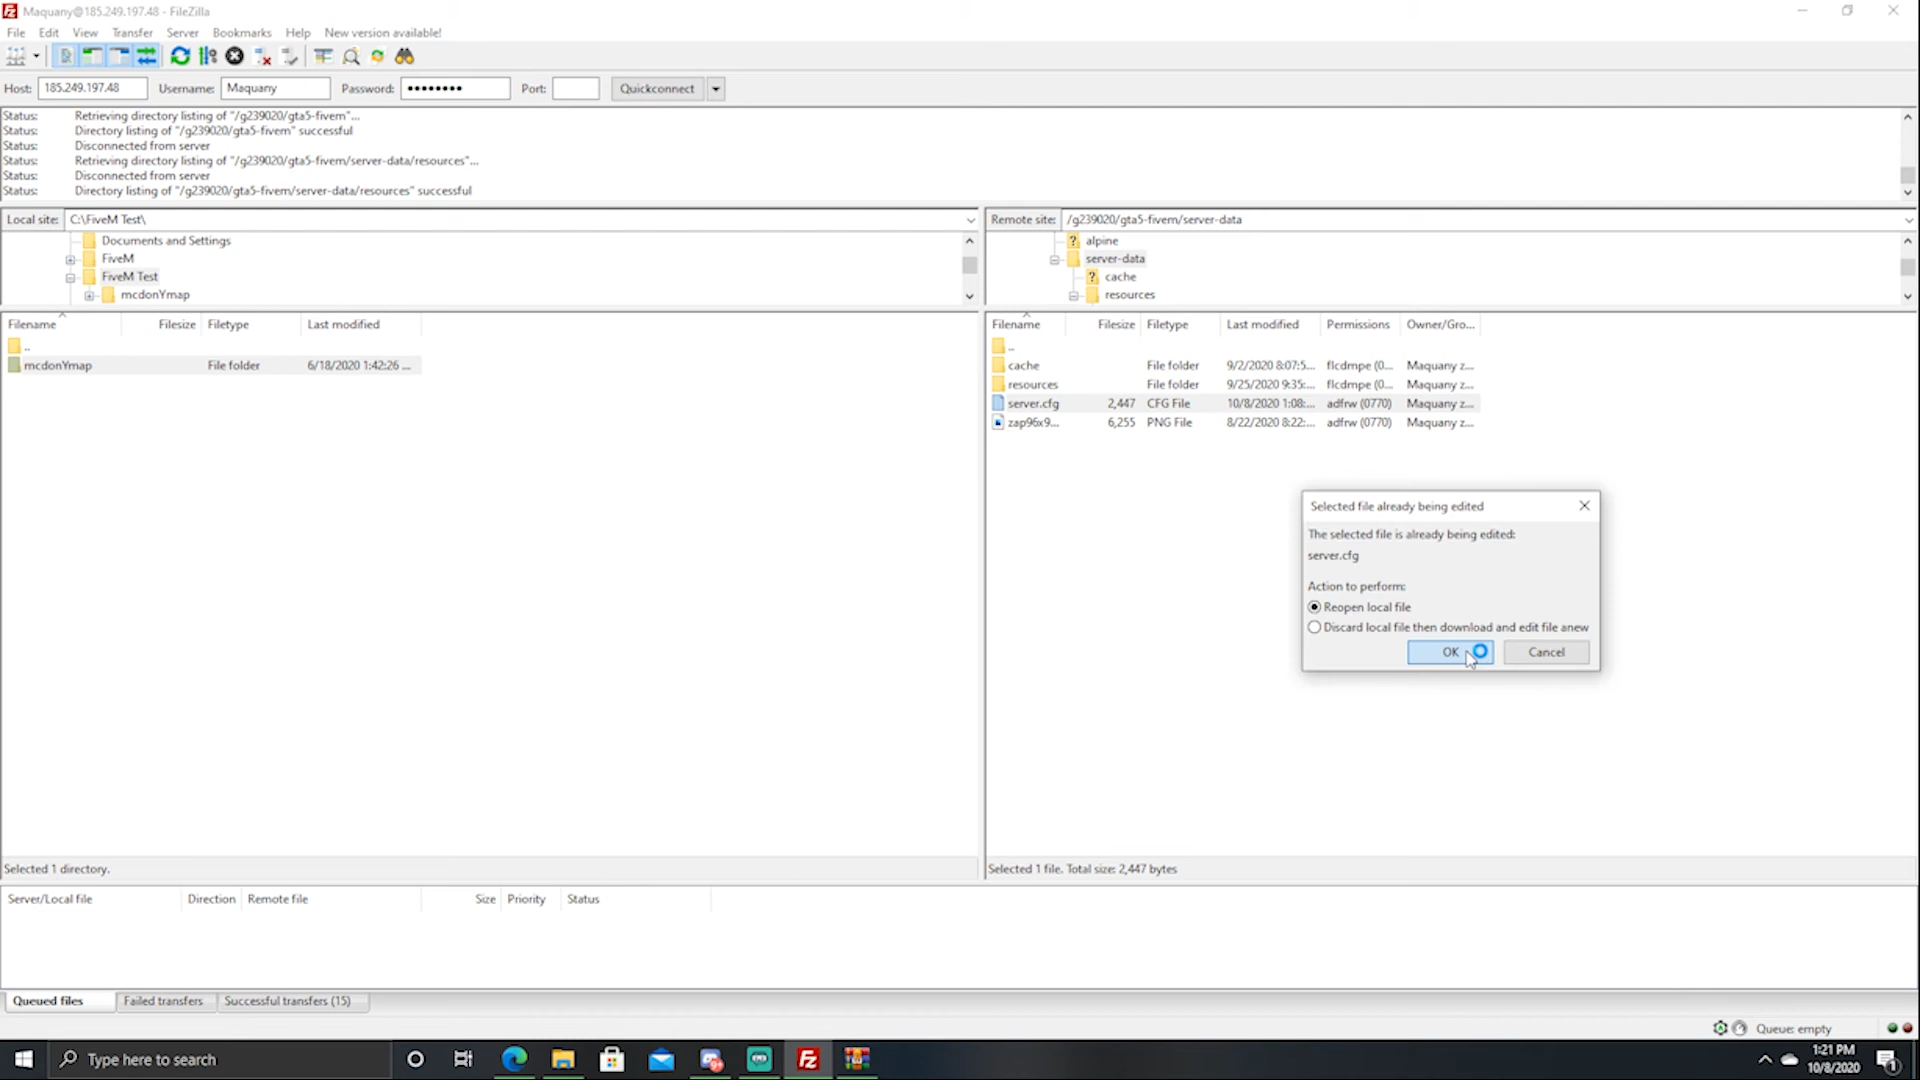 Maquany@185.249.197.48 - FileZilla
File Edit View Transfer Server Bookmarks Help New version available!
Host: 185.249.197.48 Username: Maquany Password: •••••••• Port: Quickconnect
Status: Retrieving directory listing of "/g239020/gta5-fivem"...
Status: Directory listing of "/g239020/gta5-fivem" successful
Status: Disconnected from server
Status: Retrieving directory listing of "/g239020/gta5-fivem/server-data/resources"...
Status: Disconnected from server
Status: Directory listing of "/g239020/gta5-fivem/server-data/resources" successful
Local site: C:\FiveM Test\
Documents and Settings
FiveM
FiveM Test
mcdonYmap
Filename Filesize Filetype Last modified
..
mcdonYmap File folder 6/18/2020 1:42:26 ...
Selected 1 directory.
Remote site: /g239020/gta5-fivem/server-data
? alpine
server-data
? cache
resources
Filename Filesize Filetype Last modified Permissions Owner/Gro...
..
cache File folder 9/2/2020 8:07:5... flcdmpe (0... Maquany z...
resources File folder 9/25/2020 9:35:... flcdmpe (0... Maquany z...
server.cfg 2,447 CFG File 10/8/2020 1:08:... adfrw (0770) Maquany z...
zap96x9... 6,255 PNG File 8/22/2020 8:22:... adfrw (0770) Maquany z...
Selected 1 file. Total size: 2,447 bytes
Selected file already being edited
The selected file is already being edited:
server.cfg
Action to perform:
Reopen local file
Discard local file then download and edit file anew
OK Cancel
Server/Local file Direction Remote file Size Priority Status
Queued files Failed transfers Successful transfers (15)
Queue: empty
Type here to search
1:21 PM
10/8/2020
1